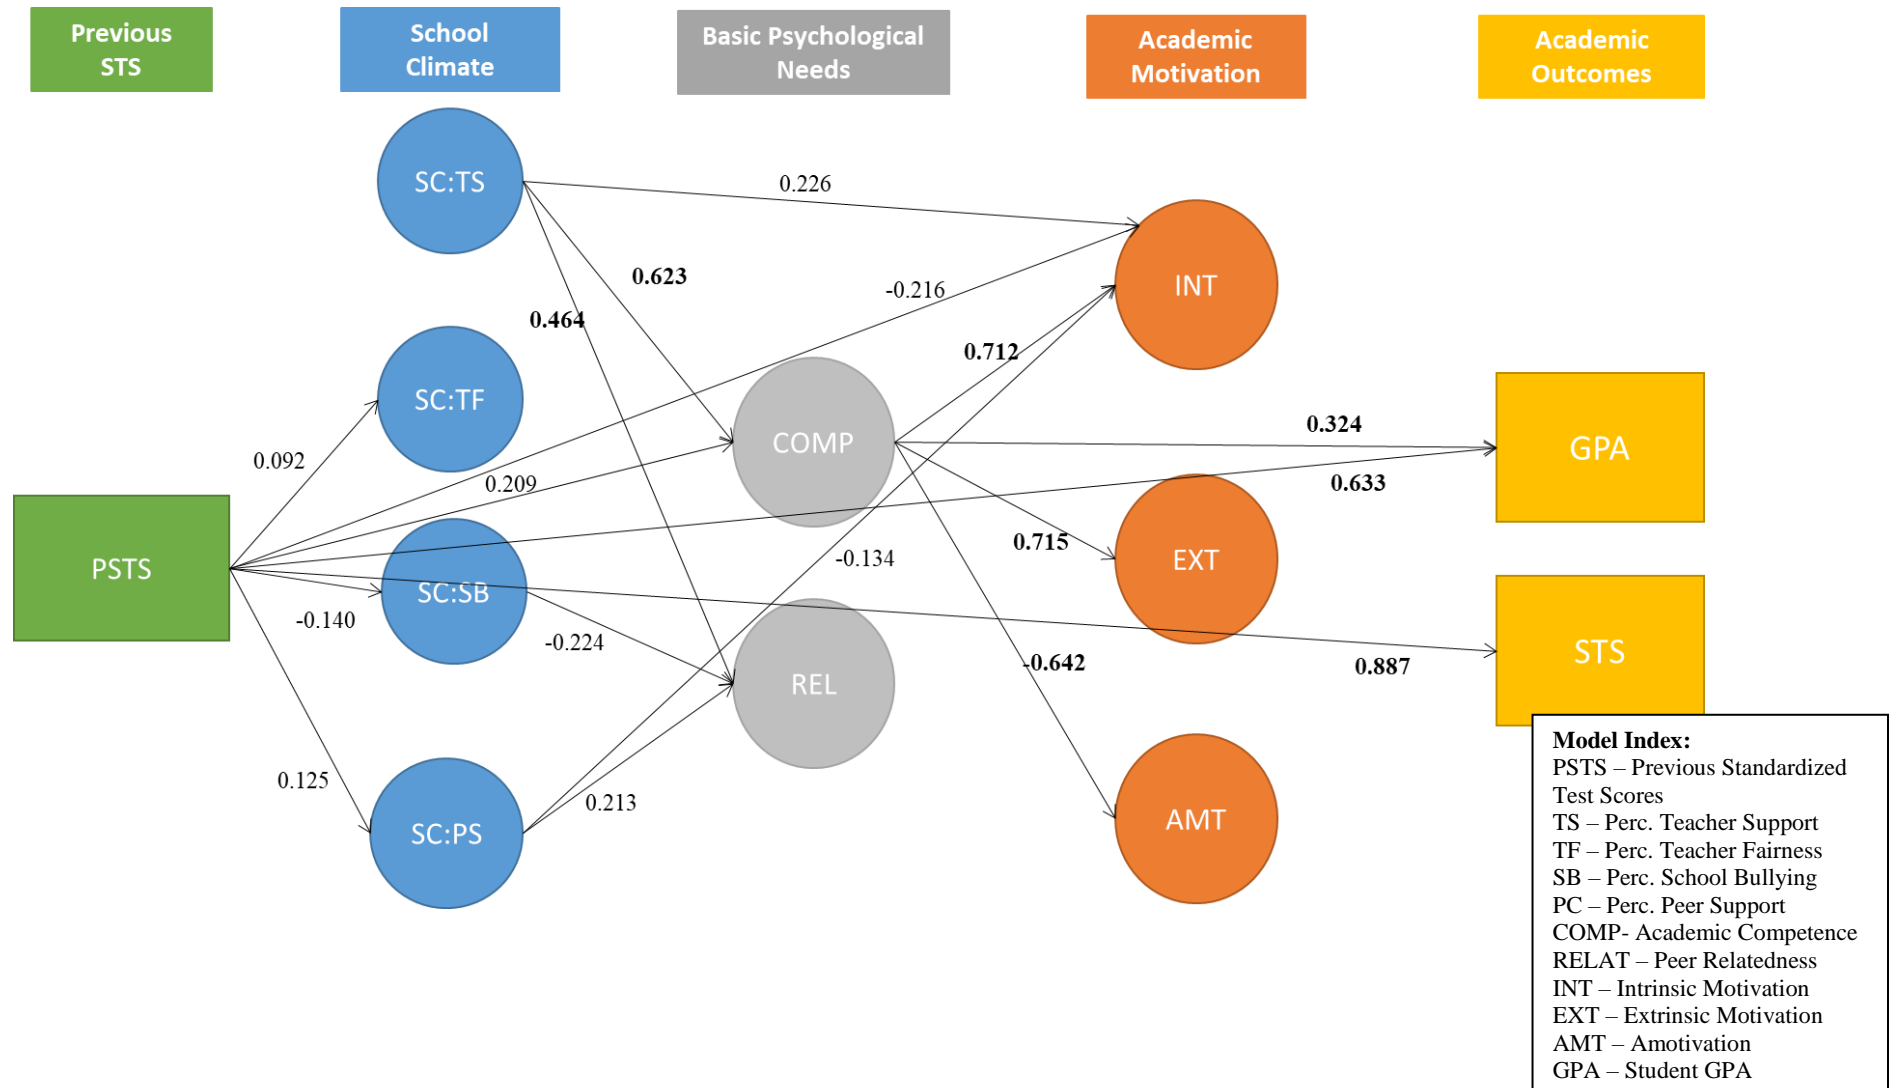 Previous
STS
School
Climate
Basic Psychological
Needs
Academic
Motivation
Academic
Outcomes
SC:TS
0.226
INT
0.623
-0.216
0.464
0.712
SC:TF
COMP
0.324
GPA
0.092
0.209
0.633
PSTS
-0.134
0.715
EXT
SC:SB
-0.140
-0.224
REL
-0.642
0.887
STS
0.125
0.213
SC:PS
AMT
Model Index:
PSTS – Previous Standardized
Test Scores
TS – Perc. Teacher Support
TF – Perc. Teacher Fairness
SB – Perc. School Bullying
PC – Perc. Peer Support
COMP- Academic Competence
RELAT – Peer Relatedness
INT – Intrinsic Motivation
EXT – Extrinsic Motivation
AMT – Amotivation
GPA – Student GPA